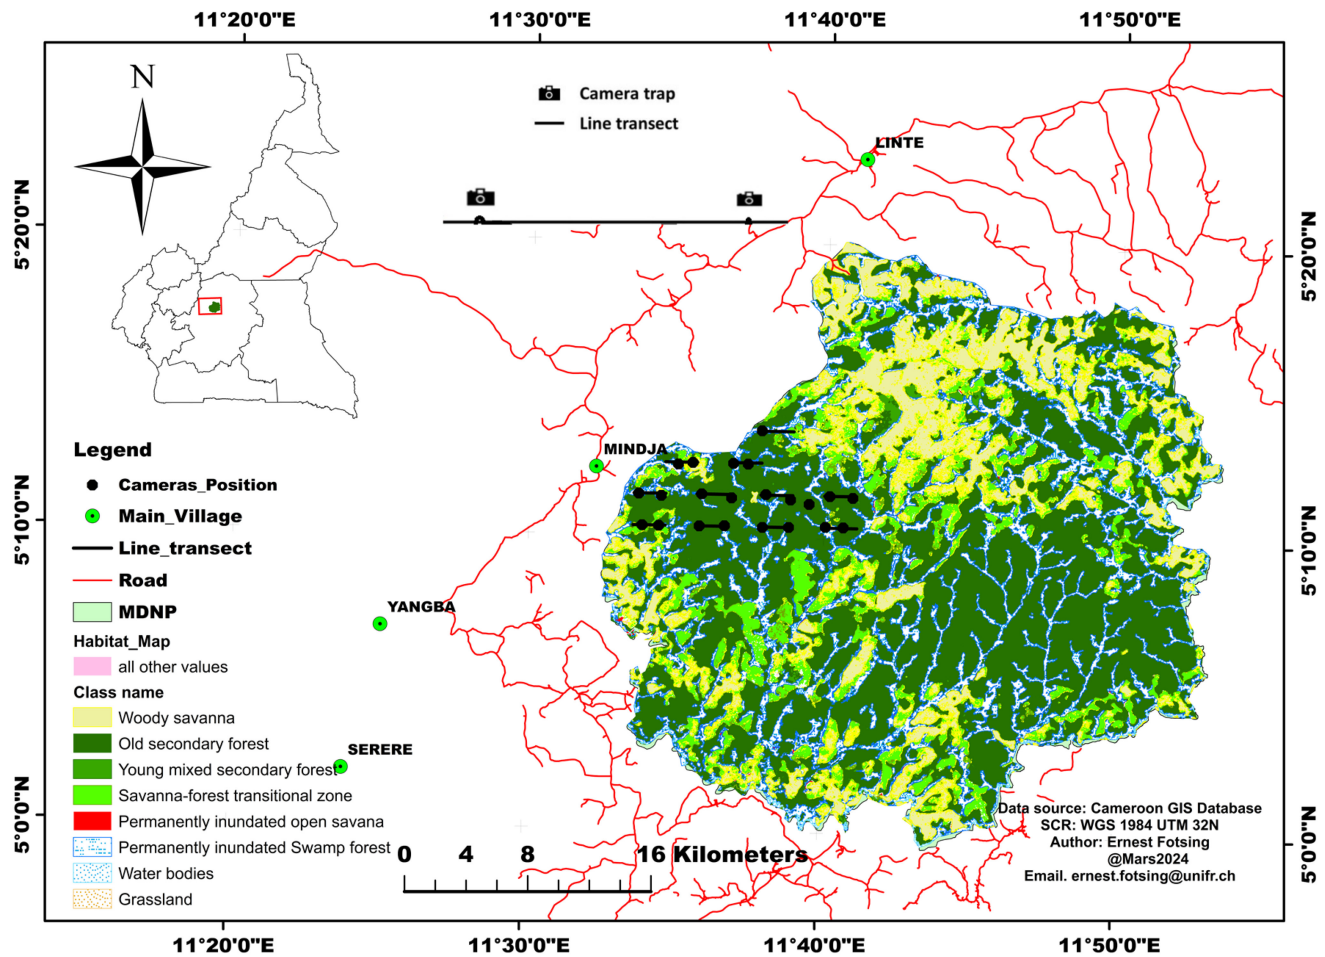 11°20'0"E
11°30'0"E
11°40'0"E
11°50'0"E
N
Camera trap
Line transect
LINTE
5°20'0"N
5°20'0"N
MINDJA
Legend
Cameras_Position
Main_Village
Line_transect
Road
MDNP
Habitat_Map
all other values
Class name
Woody savanna
Old secondary forest
Young mixed secondary forest
Savanna-forest transitional zone
Permanently inundated open savana
Permanently inundated Swamp forest
Water bodies
Grassland
5°10'0"N
5°10'0"N
YANGBA
SERERE
5°0'0"N
5°0'0"N
0 4 8 16 Kilometers
Data source: Cameroon GIS Database
SCR: WGS 1984 UTM 32N
Author: Ernest Fotsing
@Mars2024
Email. ernest.fotsing@unifr.ch
11°20'0"E
11°30'0"E
11°40'0"E
11°50'0"E